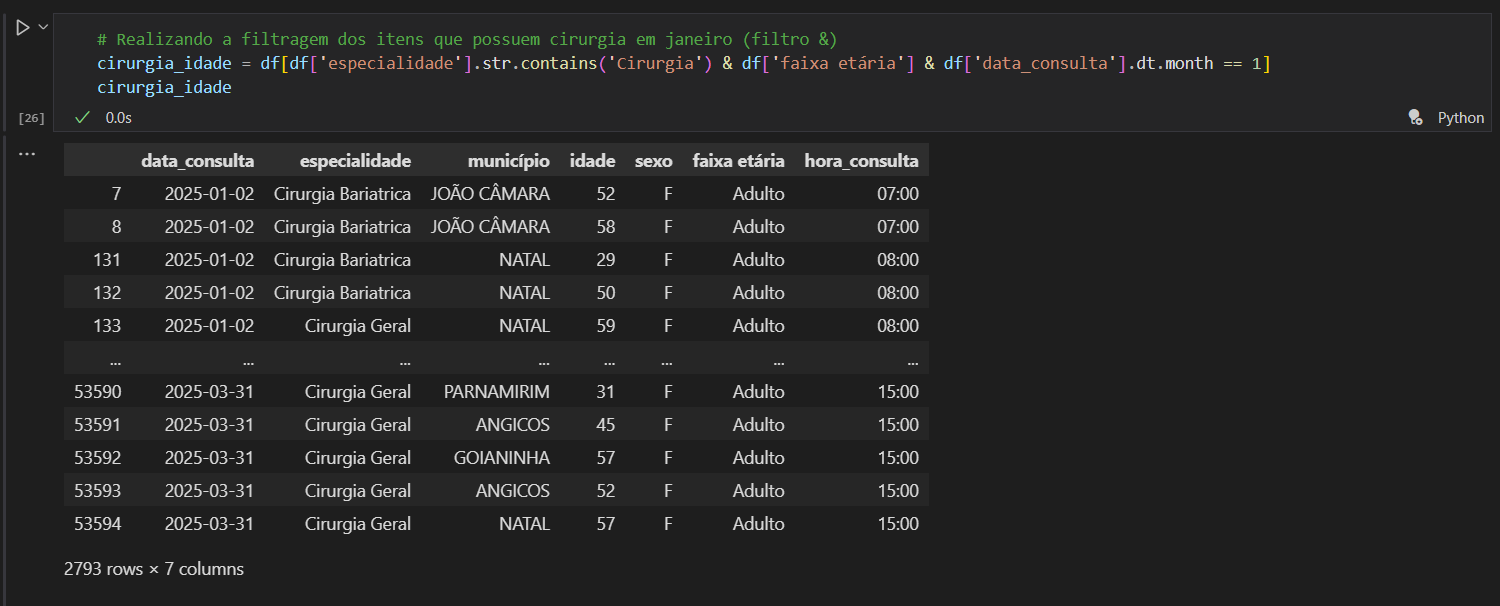 # Realizando a filtragem dos itens que possuem cirurgia em janeiro (filtro &)
cirurgia_idade = df[df['especialidade'].str.contains('Cirurgia') & df['faixa etária'] & df['data_consulta'].dt.month == 1]
cirurgia_idade
[26] 0.0s Python
...
data_consulta especialidade município idade sexo faixa etária hora_consulta
7 2025-01-02 Cirurgia Bariatrica JOÃO CÂMARA 52 F Adulto 07:00
8 2025-01-02 Cirurgia Bariatrica JOÃO CÂMARA 58 F Adulto 07:00
131 2025-01-02 Cirurgia Bariatrica NATAL 29 F Adulto 08:00
132 2025-01-02 Cirurgia Bariatrica NATAL 50 F Adulto 08:00
133 2025-01-02 Cirurgia Geral NATAL 59 F Adulto 08:00
... ... ... ... ... ... ... ...
53590 2025-03-31 Cirurgia Geral PARNAMIRIM 31 F Adulto 15:00
53591 2025-03-31 Cirurgia Geral ANGICOS 45 F Adulto 15:00
53592 2025-03-31 Cirurgia Geral GOIANINHA 57 F Adulto 15:00
53593 2025-03-31 Cirurgia Geral ANGICOS 52 F Adulto 15:00
53594 2025-03-31 Cirurgia Geral NATAL 57 F Adulto 15:00
2793 rows × 7 columns